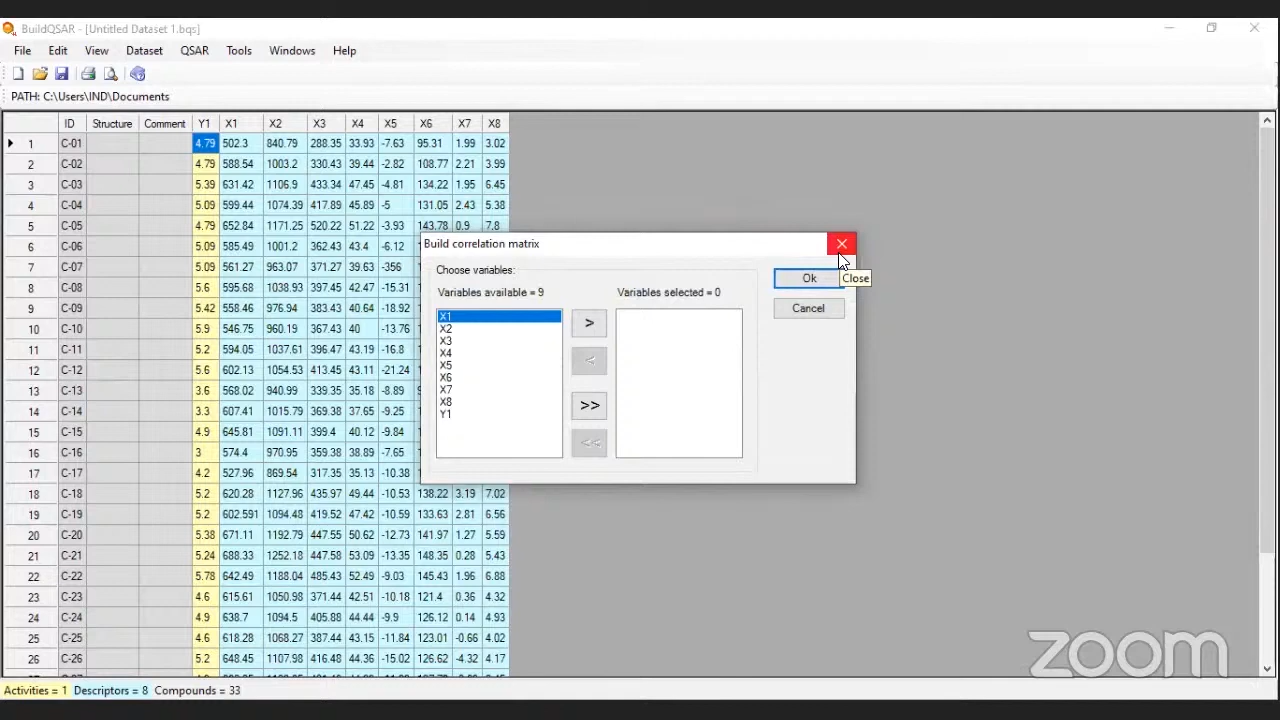 BuildQSAR - [Untitled Dataset 1.bqs]
File Edit View Dataset QSAR Tools Windows Help
PATH: C:\Users\IND\Documents
ID Structure Comment Y1 X1 X2 X3 X4 X5 X6 X7 X8
1 C-01 4.79 502.3 840.79 288.35 33.93 -7.63 95.31 1.99 3.02
2 C-02 4.79 588.54 1003.2 330.43 39.44 -2.82 108.77 2.21 3.99
3 C-03 5.39 631.42 1106.9 433.34 47.45 -4.81 134.22 1.95 6.45
4 C-04 5.09 599.44 1074.39 417.89 45.89 -5 131.05 2.43 5.38
5 C-05 4.79 652.84 1171.25 520.22 51.22 -3.93 143.78 0.9 7.8
6 C-06 5.09 585.49 1001.2 362.43 43.4 -6.12
7 C-07 5.09 561.27 963.07 371.27 39.63 -356
8 C-08 5.6 595.68 1038.93 397.45 42.47 -15.31
9 C-09 5.42 558.46 976.94 383.43 40.64 -18.92
10 C-10 5.9 546.75 960.19 367.43 40 -13.76
11 C-11 5.2 594.05 1037.61 396.47 43.19 -16.8
12 C-12 5.6 602.13 1054.53 413.45 43.11 -21.24
13 C-13 3.6 568.02 940.99 339.35 35.18 -8.89
14 C-14 3.3 607.41 1015.79 369.38 37.65 -9.25
15 C-15 4.9 645.81 1091.11 399.4 40.12 -9.84
16 C-16 3 574.4 970.95 359.38 38.89 -7.65
17 C-17 4.2 527.96 869.54 317.35 35.13 -10.38
18 C-18 5.2 620.28 1127.96 435.97 49.44 -10.53 138.22 3.19 7.02
19 C-19 5.2 602.591 1094.48 419.52 47.42 -10.59 133.63 2.81 6.56
20 C-20 5.38 671.11 1192.79 447.55 50.62 -12.73 141.97 1.27 5.59
21 C-21 5.24 688.33 1252.18 447.58 53.09 -13.35 148.35 0.28 5.43
22 C-22 5.78 642.49 1188.04 485.43 52.49 -9.03 145.43 1.96 6.88
23 C-23 4.6 615.61 1050.98 371.44 42.51 -10.18 121.4 0.36 4.32
24 C-24 4.9 638.7 1094.5 405.88 44.44 -9.9 126.12 0.14 4.93
25 C-25 4.6 618.28 1068.27 387.44 43.15 -11.84 123.01 -0.66 4.02
26 C-26 5.2 648.45 1107.98 416.48 44.36 -15.02 126.62 -4.32 4.17
Build correlation matrix
Choose variables:
Variables available = 9
Variables selected = 0
X1
X2
X3
X4
X5
X6
X7
X8
Y1
>
<
>>
<<
Ok
Cancel
Close
zoom
Activities = 1 Descriptors = 8 Compounds = 33